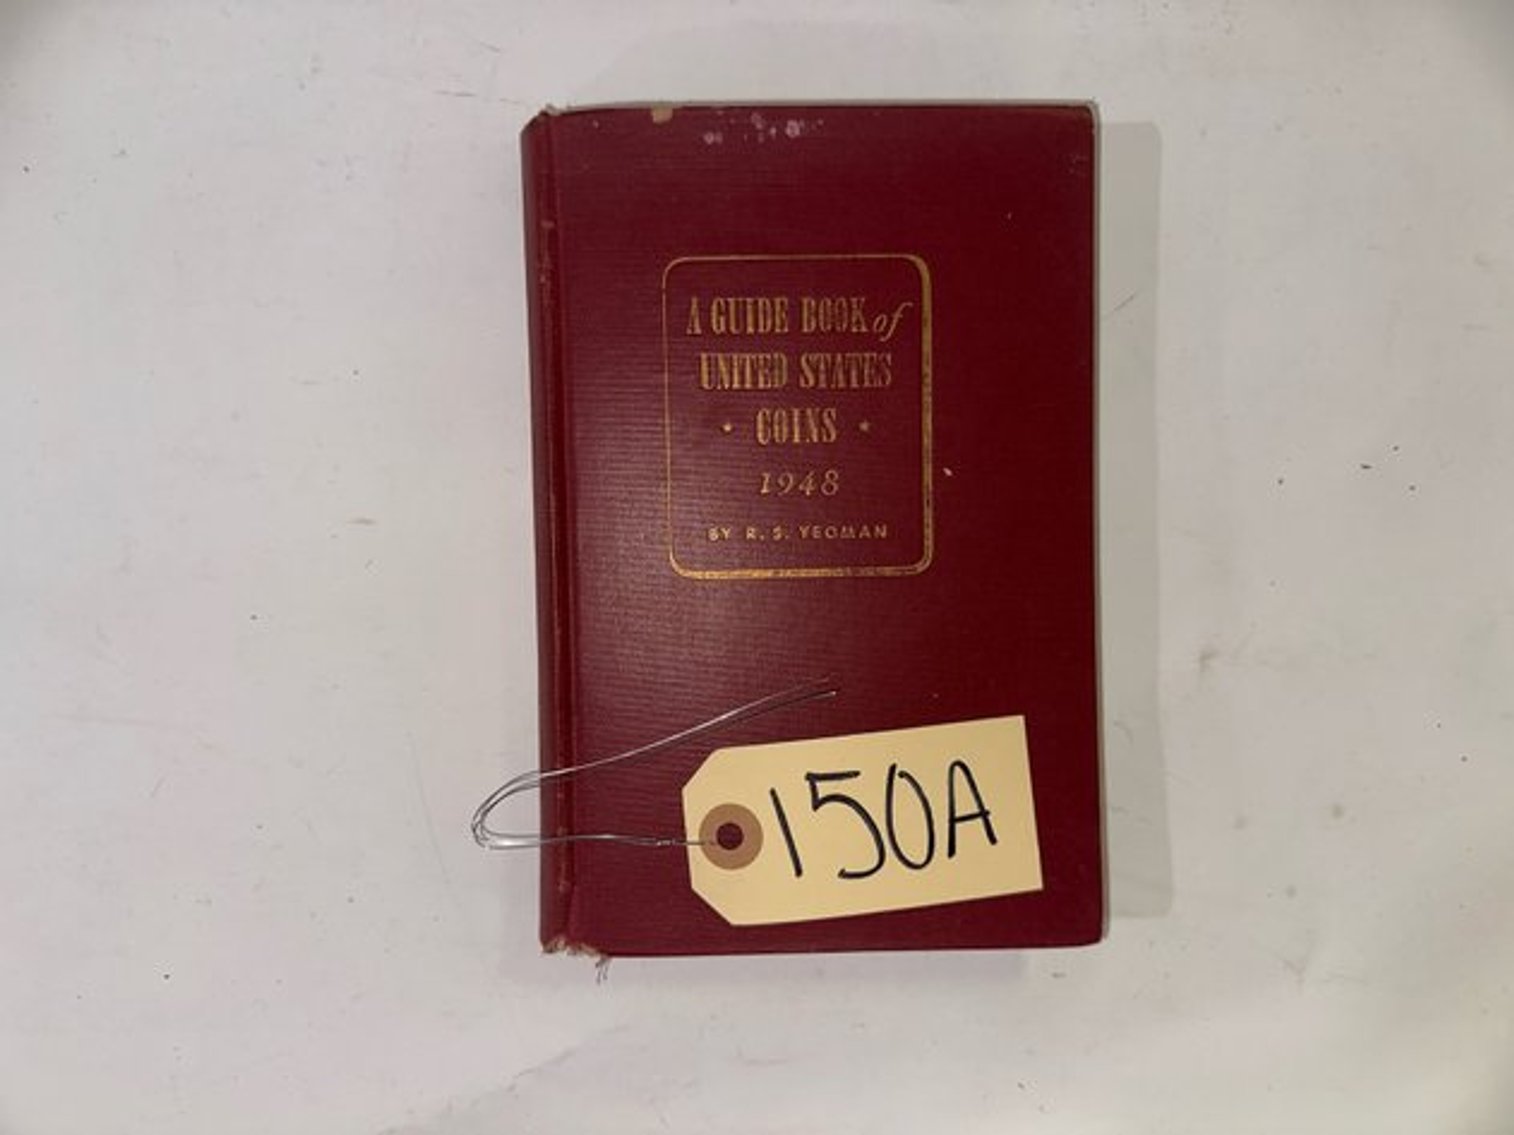 A GUIDE BOOK of
UNITED STATES
• COINS •
1948
BY R. S. YEOMAN
150A